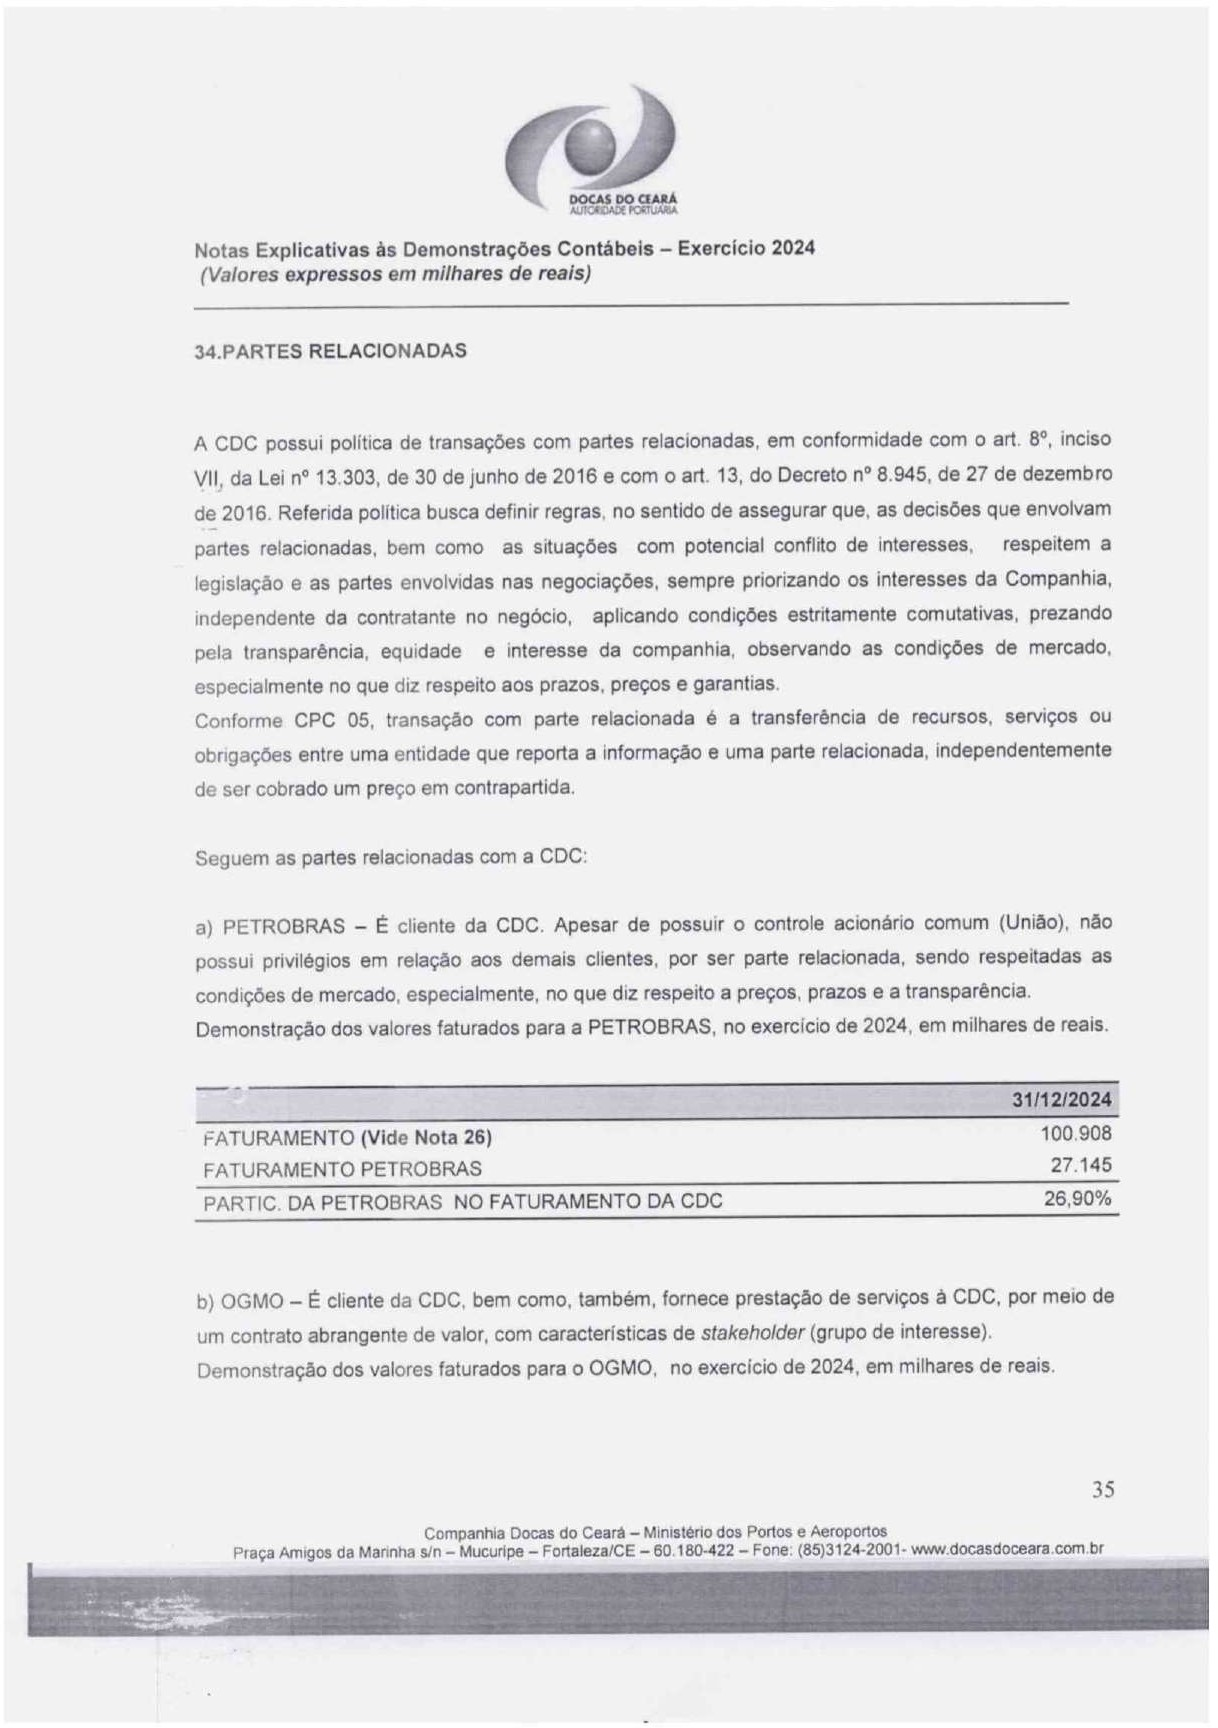 DOCAS DO CEARÁ
AUTORIDADE PORTUÁRIA
Notas Explicativas às Demonstrações Contábeis – Exercício 2024
(Valores expressos em milhares de reais)
34.PARTES RELACIONADAS
A CDC possui política de transações com partes relacionadas, em conformidade com o art. 8º, inciso
VII, da Lei nº 13.303, de 30 de junho de 2016 e com o art. 13, do Decreto nº 8.945, de 27 de dezembro
de 2016. Referida política busca definir regras, no sentido de assegurar que, as decisões que envolvam
partes relacionadas, bem como as situações com potencial conflito de interesses, respeitem a
legislação e as partes envolvidas nas negociações, sempre priorizando os interesses da Companhia,
independente da contratante no negócio, aplicando condições estritamente comutativas, prezando
pela transparência, equidade e interesse da companhia, observando as condições de mercado,
especialmente no que diz respeito aos prazos, preços e garantias.
Conforme CPC 05, transação com parte relacionada é a transferência de recursos, serviços ou
obrigações entre uma entidade que reporta a informação e uma parte relacionada, independentemente
de ser cobrado um preço em contrapartida.
Seguem as partes relacionadas com a CDC:
a) PETROBRAS – É cliente da CDC. Apesar de possuir o controle acionário comum (União), não
possui privilégios em relação aos demais clientes, por ser parte relacionada, sendo respeitadas as
condições de mercado, especialmente, no que diz respeito a preços, prazos e a transparência.
Demonstração dos valores faturados para a PETROBRAS, no exercício de 2024, em milhares de reais.
31/12/2024
FATURAMENTO (Vide Nota 26) 100.908
FATURAMENTO PETROBRAS 27.145
PARTIC. DA PETROBRAS NO FATURAMENTO DA CDC 26,90%
b) OGMO – É cliente da CDC, bem como, também, fornece prestação de serviços à CDC, por meio de
um contrato abrangente de valor, com características de stakeholder (grupo de interesse).
Demonstração dos valores faturados para o OGMO, no exercício de 2024, em milhares de reais.
35
Companhia Docas do Ceará – Ministério dos Portos e Aeroportos
Praça Amigos da Marinha s/n – Mucuripe – Fortaleza/CE – 60.180-422 – Fone: (85)3124-2001- www.docasdoceara.com.br